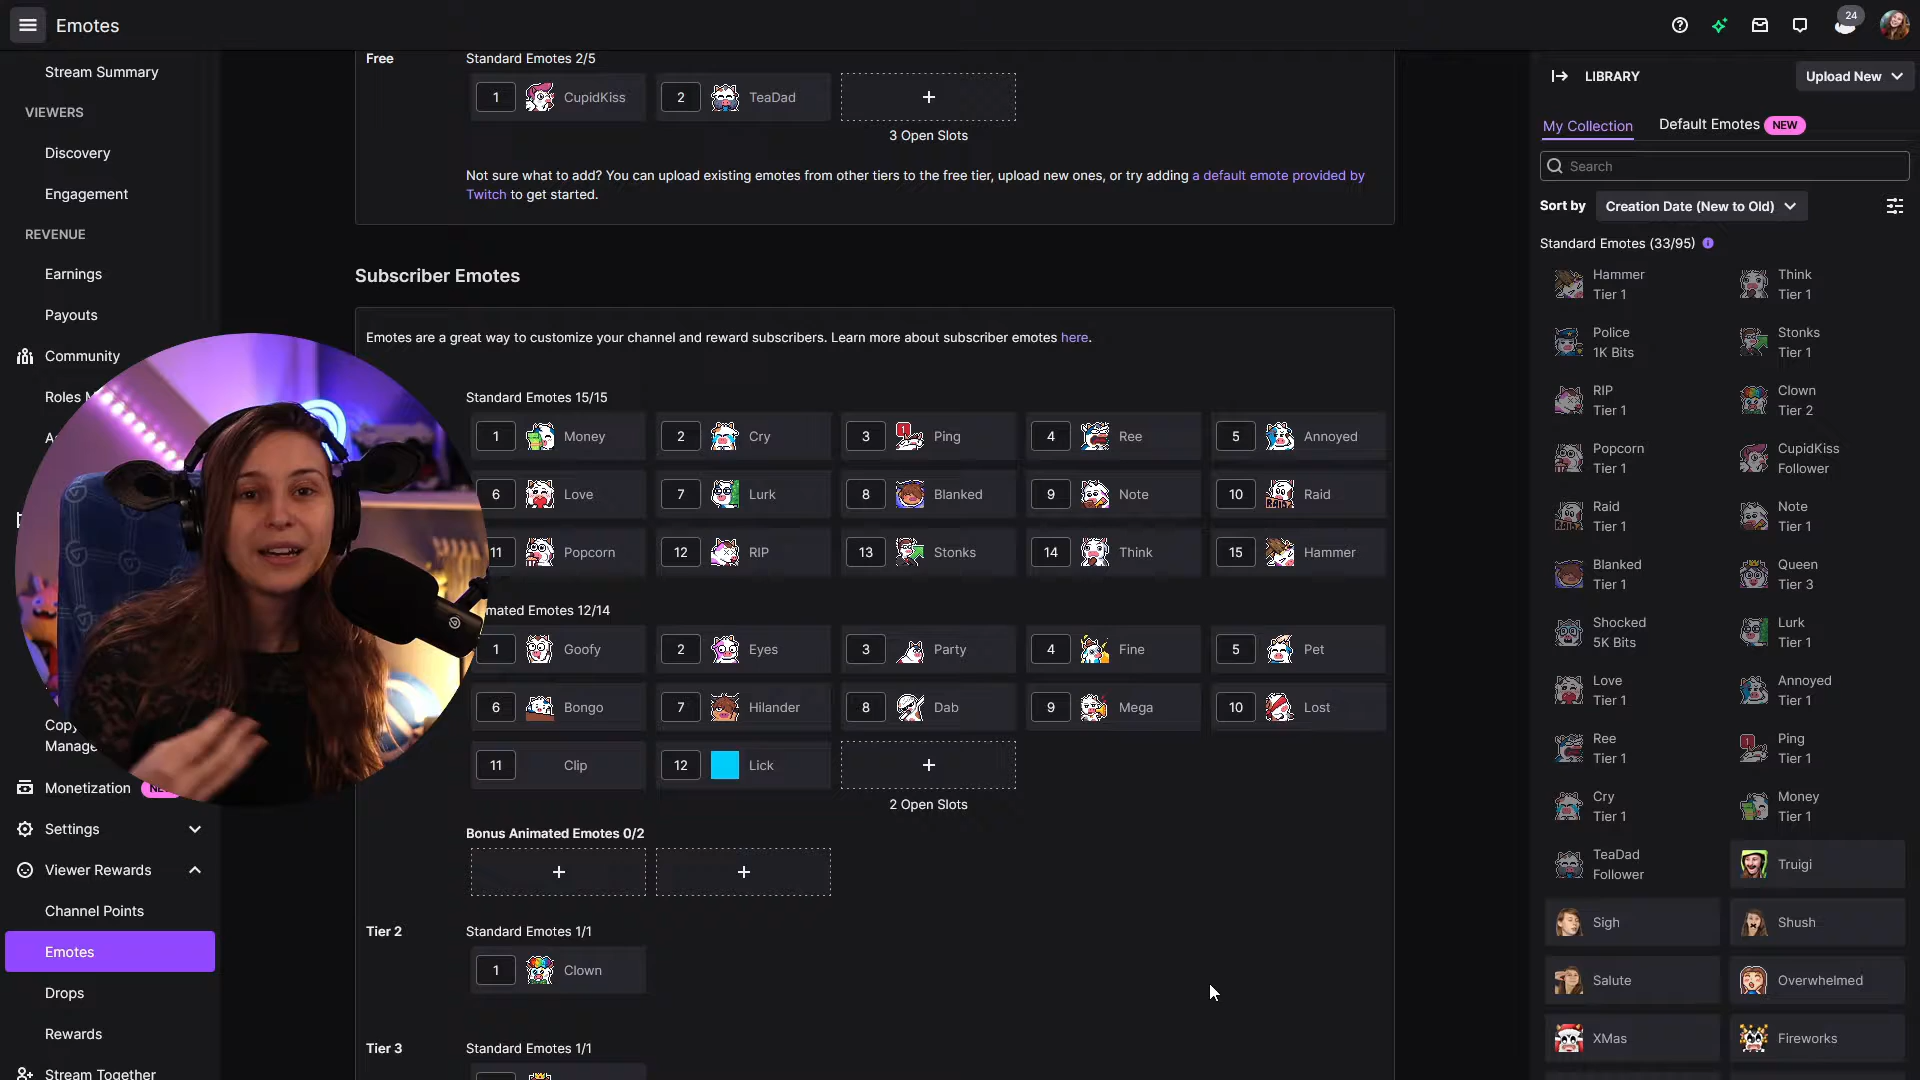 Emotes
24
Stream Summary
VIEWERS
Discovery
Engagement
REVENUE
Earnings
Payouts
Community
Roles
Copy
Manage
Monetization
Settings
Viewer Rewards
Channel Points
Emotes
Drops
Rewards
Stream Together
Free
Standard Emotes 2/5
1 CupidKiss
2 TeaDad
+
3 Open Slots
Not sure what to add? You can upload existing emotes from other tiers to the free tier, upload new ones, or try adding a default emote provided by
Twitch to get started.
Subscriber Emotes
Emotes are a great way to customize your channel and reward subscribers. Learn more about subscriber emotes here.
Standard Emotes 15/15
1 Money 2 Cry 3 Ping 4 Ree 5 Annoyed
6 Love 7 Lurk 8 Blanked 9 Note 10 Raid
11 Popcorn 12 RIP 13 Stonks 14 Think 15 Hammer
mated Emotes 12/14
1 Goofy 2 Eyes 3 Party 4 Fine 5 Pet
6 Bongo 7 Hilander 8 Dab 9 Mega 10 Lost
11 Clip 12 Lick +
2 Open Slots
Bonus Animated Emotes 0/2
+ +
Tier 2
Standard Emotes 1/1
1 Clown
Tier 3
Standard Emotes 1/1
LIBRARY
Upload New
My Collection
Default Emotes NEW
Search
Sort by Creation Date (New to Old)
Standard Emotes (33/95)
Hammer Think
Tier 1 Tier 1
Police Stonks
1K Bits Tier 1
RIP Clown
Tier 1 Tier 2
Popcorn CupidKiss
Tier 1 Follower
Raid Note
Tier 1 Tier 1
Blanked Queen
Tier 1 Tier 3
Shocked Lurk
5K Bits Tier 1
Love Annoyed
Tier 1 Tier 1
Ree Ping
Tier 1 Tier 1
Cry Money
Tier 1 Tier 1
TeaDad Truigi
Follower
Sigh Shush
Salute Overwhelmed
XMas Fireworks